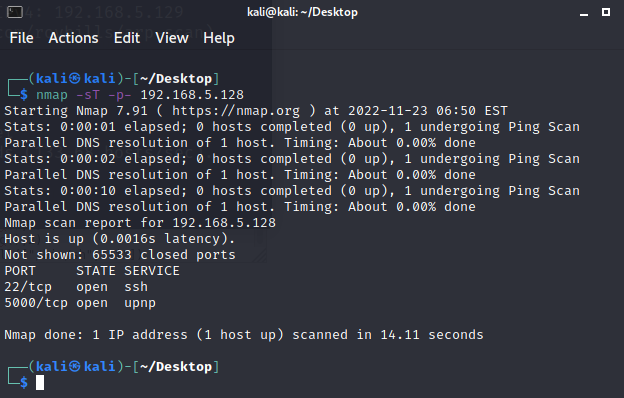 4: 192.168.5.129
kali@kali: ~/Desktop
File Actions Edit View Help
┌──(kali㉿kali)-[~/Desktop]
└─$ nmap -sT -p- 192.168.5.128
Starting Nmap 7.91 ( https://nmap.org ) at 2022-11-23 06:50 EST
Stats: 0:00:01 elapsed; 0 hosts completed (0 up), 1 undergoing Ping Scan
Parallel DNS resolution of 1 host. Timing: About 0.00% done
Stats: 0:00:02 elapsed; 0 hosts completed (0 up), 1 undergoing Ping Scan
Parallel DNS resolution of 1 host. Timing: About 0.00% done
Stats: 0:00:10 elapsed; 0 hosts completed (0 up), 1 undergoing Ping Scan
Parallel DNS resolution of 1 host. Timing: About 0.00% done
Nmap scan report for 192.168.5.128
Host is up (0.0016s latency).
Not shown: 65533 closed ports
PORT     STATE SERVICE
22/tcp   open  ssh
5000/tcp open  upnp
Nmap done: 1 IP address (1 host up) scanned in 14.11 seconds
┌──(kali㉿kali)-[~/Desktop]
└─$